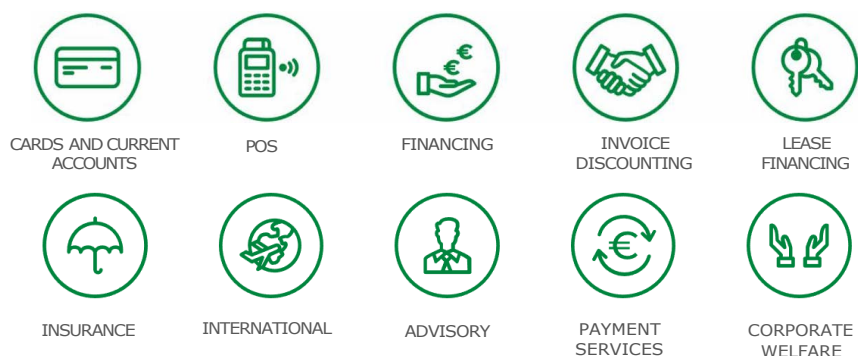 CARDS AND CURRENT
ACCOUNTS
POS
FINANCING
INVOICE
DISCOUNTING
LEASE
FINANCING
INSURANCE
INTERNATIONAL
ADVISORY
PAYMENT
SERVICES
CORPORATE
WELFARE